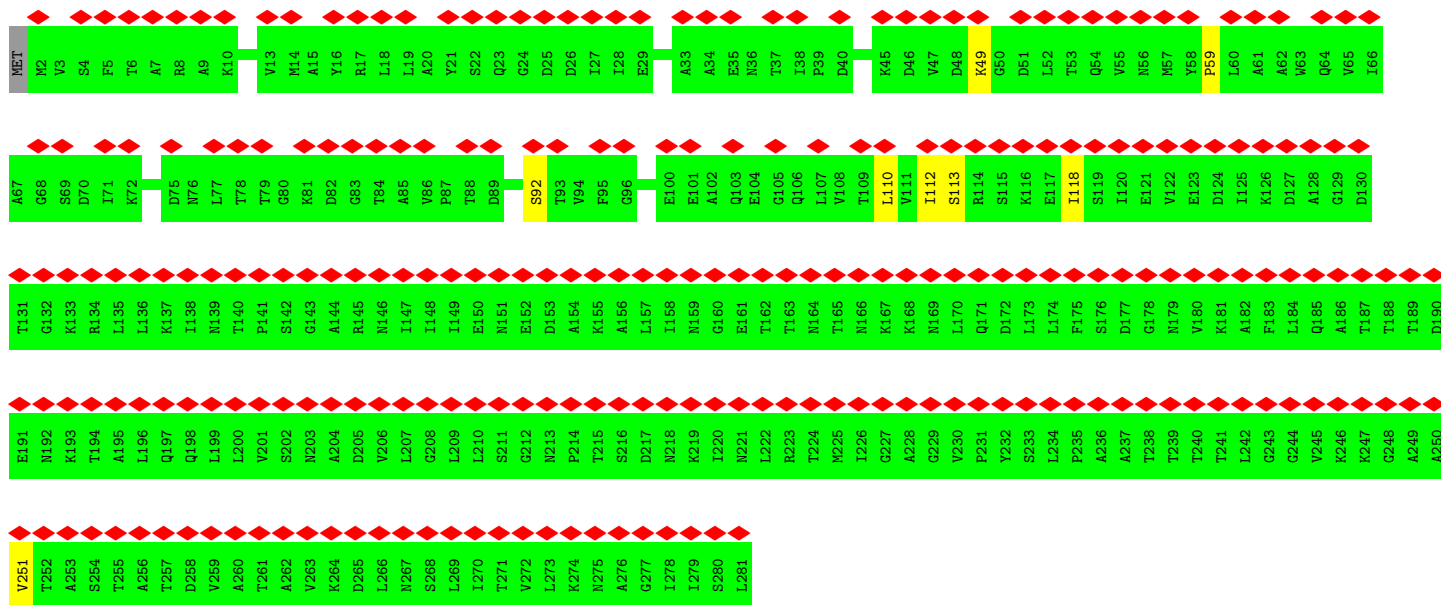 MET M2 V3 S4 F5 T6 A7 R8 A9 K10 V13 M14 A15 Y16 R17 L18 L19 A20 Y21 S22 Q23 G24 D25 D26 I27 I28 E29 A33 A34 E35 N36 T37 I38 P39 D40 K45 D46 V47 D48 K49 G50 D51 L52 T53 Q54 V55 N56 M57 Y58 P59 L60 A61 A62 W63 Q64 V65 I66
A67 G68 S69 D70 I71 K72 D75 N76 L77 T78 T79 G80 K81 D82 G83 T84 A85 V86 P87 T88 D89 S92 T93 V94 F95 G96 E100 E101 A102 Q103 E104 G105 Q106 L107 V108 T109 L110 V111 I112 S113 R114 S115 K116 E117 I118 S119 I120 E121 V122 E123 D124 I125 K126 D127 A128 G129 D130
T131 G132 K133 R134 L135 L136 K137 I138 N139 T140 P141 S142 G143 A144 R145 N146 I147 I148 T149 E150 N151 E152 D153 A154 K155 A156 L157 I158 N159 G160 E161 T162 T163 N164 T165 N166 K167 K168 N169 L170 Q171 D172 L173 L174 F175 S176 D177 G178 N179 V180 K181 A182 F183 L184 Q185 A186 T187 T188 T189 D190
E191 N192 K193 T194 A195 L196 Q197 Q198 L199 L200 V201 S202 N203 A204 D205 V206 L207 G208 L209 L210 S211 G212 N213 P214 T215 S216 D217 N218 K219 I220 N221 L222 R223 T224 M225 I226 G227 A228 G229 V230 P231 Y232 S233 L234 P235 A236 A237 T238 T239 T240 T241 L242 G243 G244 V245 K246 K247 G248 A249 A250
V251 T252 A253 S254 T255 A256 T257 D258 V259 A260 T261 A262 V263 K264 D265 L266 N267 S268 L269 I270 T271 V272 L273 K274 N275 A276 G277 I278 I279 S280 L281